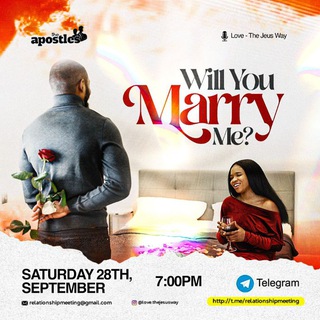 the
apostles
Love - The Jeus Way
Will You
Marry
Me?
SATURDAY 28TH,
SEPTEMBER
7:00PM
Telegram
relationshipmeeting@gmail.com
@love.thejesusway
http://t.me/relationshipmeeting